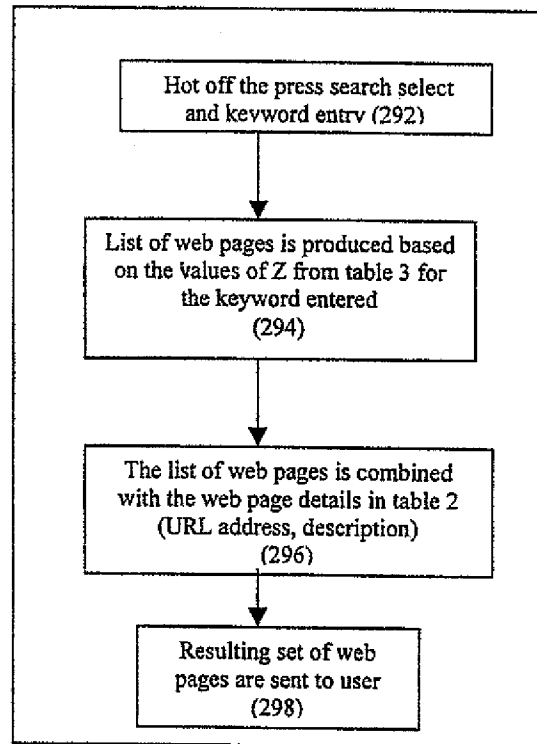 Hot off the press search select
and keyword entry (292)
List of web pages is produced based
on the values of Z from table 3 for
the keyword entered
(294)
The list of web pages is combined
with the web page details in table 2
(URL address, description)
(296)
Resulting set of web
pages are sent to user
(298)